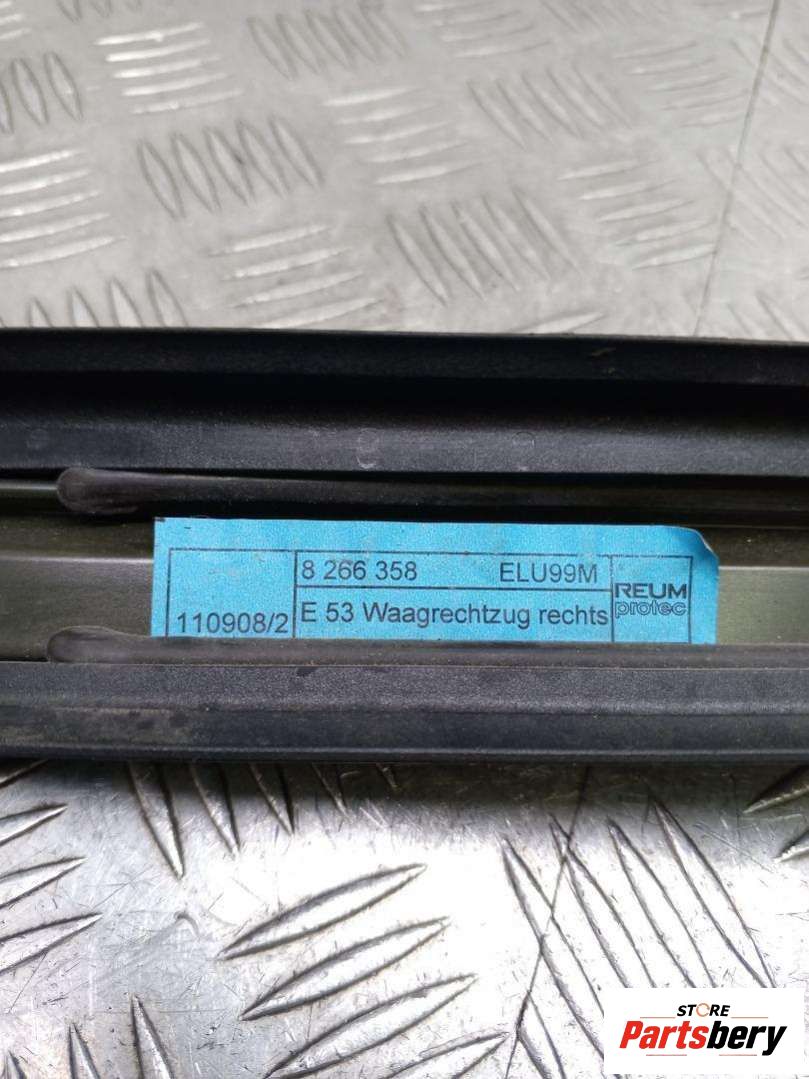 8 266 358 ELU99M
110908/2 E 53 Waagrechtzug rechts
REUM
protec
STORE
Partsbery